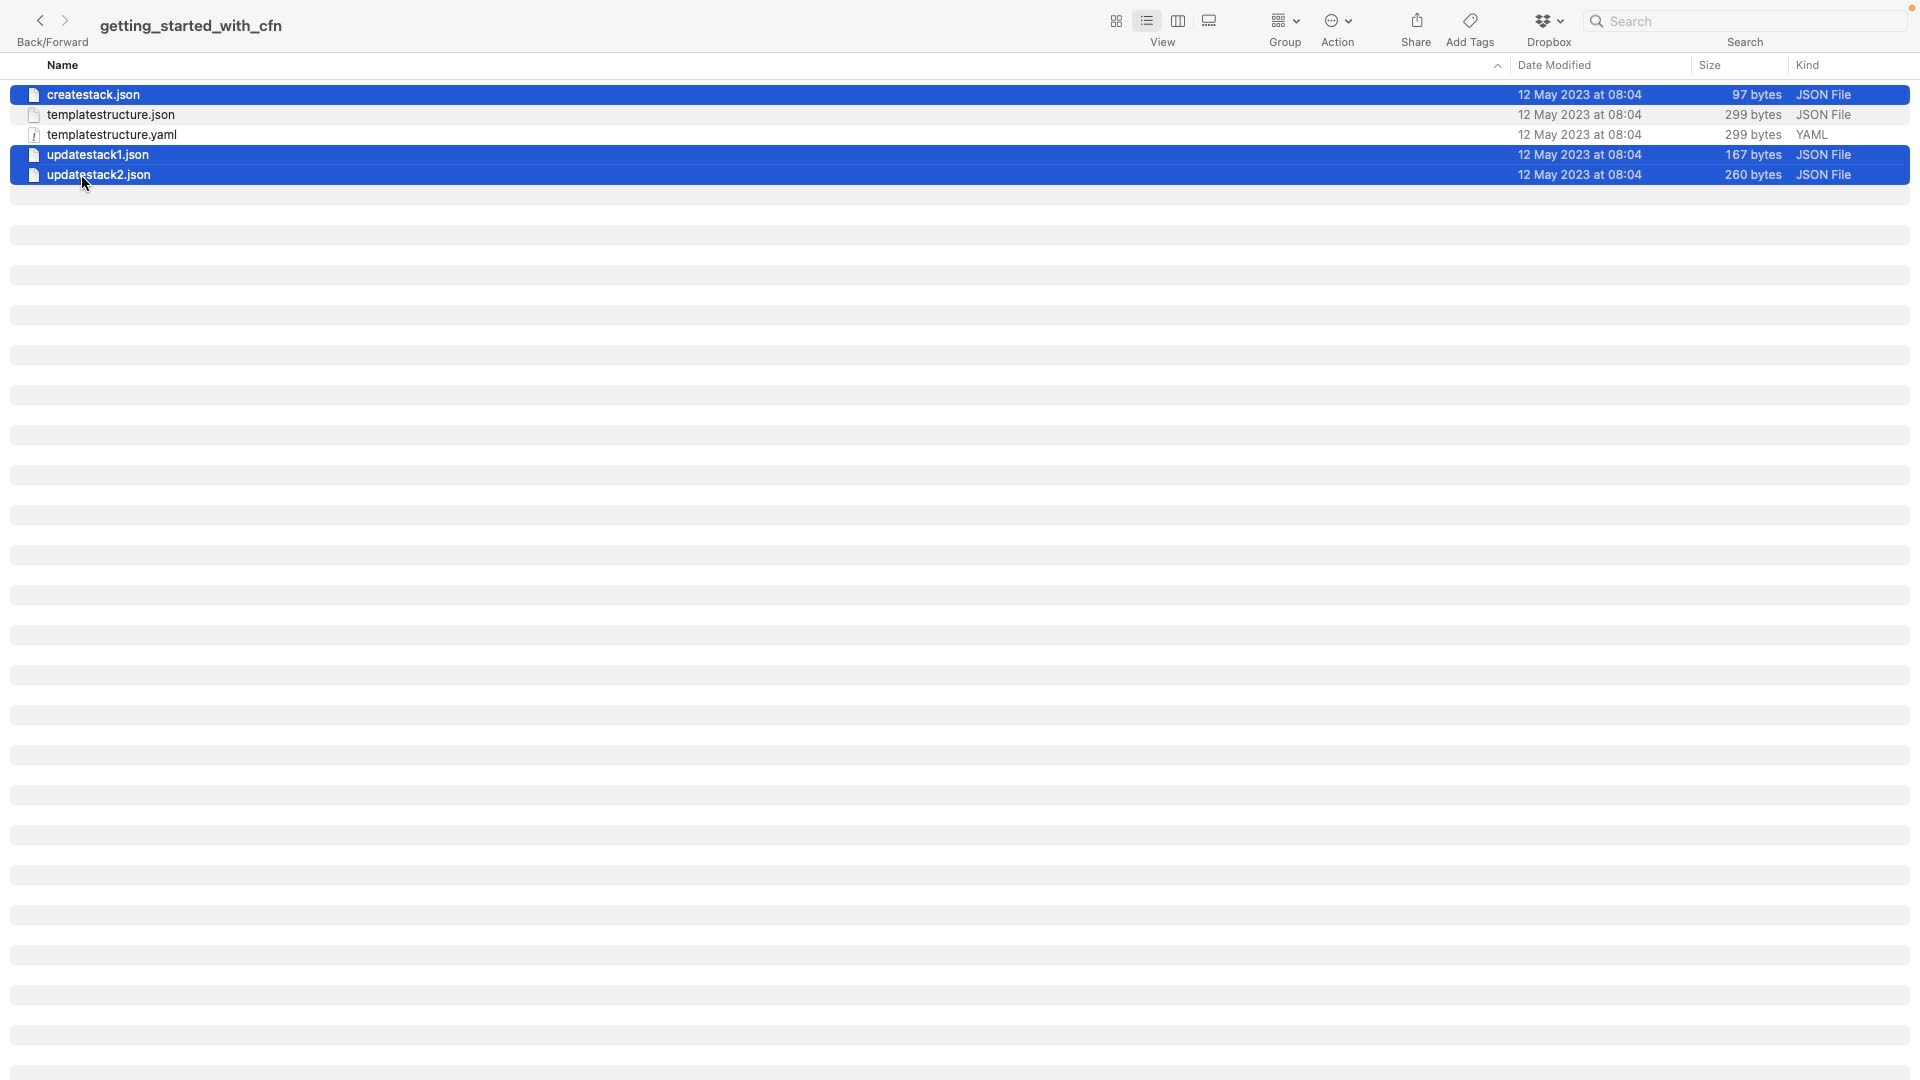 getting_started_with_cfn
Back/Forward
View
Group
Action
Share
Add Tags
Dropbox
Search
Search
Name
Date Modified
Size
Kind
createstack.json 12 May 2023 at 08:04 97 bytes JSON File
templatestructure.json 12 May 2023 at 08:04 299 bytes JSON File
templatestructure.yaml 12 May 2023 at 08:04 299 bytes YAML
updatestack1.json 12 May 2023 at 08:04 167 bytes JSON File
updatestack2.json 12 May 2023 at 08:04 260 bytes JSON File